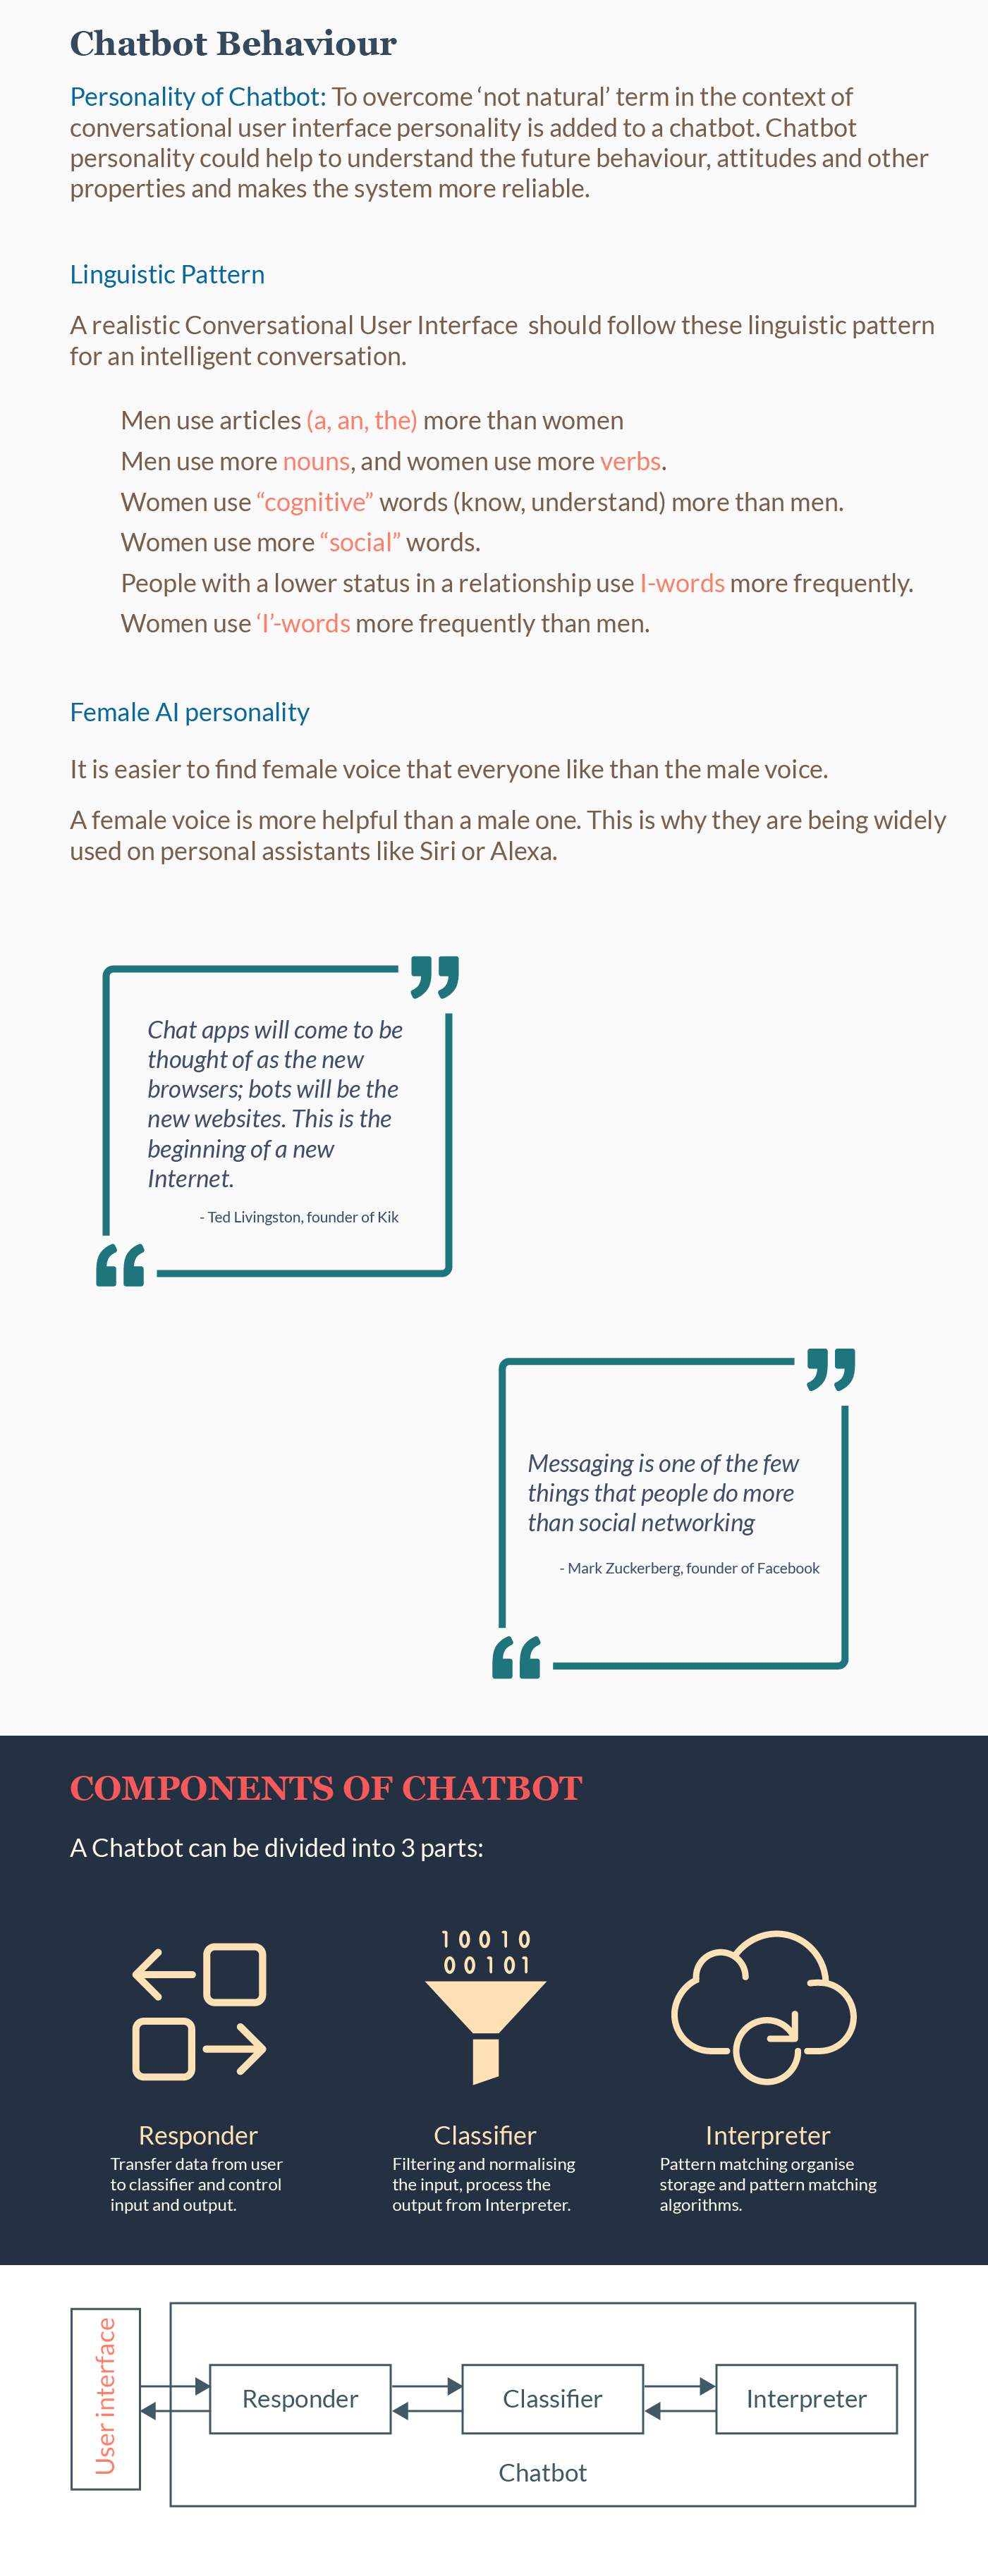 Chatbot Behaviour
Personality of Chatbot: To overcome ‘not natural’ term in the context of
conversational user interface personality is added to a chatbot. Chatbot
personality could help to understand the future behaviour, attitudes and other
properties and makes the system more reliable.
Linguistic Pattern
A realistic Conversational User Interface should follow these linguistic pattern
for an intelligent conversation.
Men use articles (a, an, the) more than women
Men use more nouns, and women use more verbs.
Women use “cognitive” words (know, understand) more than men.
Women use more “social” words.
People with a lower status in a relationship use I-words more frequently.
Women use ‘I’-words more frequently than men.
Female AI personality
It is easier to find female voice that everyone like than the male voice.
A female voice is more helpful than a male one. This is why they are being widely
used on personal assistants like Siri or Alexa.
Chat apps will come to be
thought of as the new
browsers; bots will be the
new websites. This is the
beginning of a new
Internet.
- Ted Livingston, founder of Kik
Messaging is one of the few
things that people do more
than social networking
- Mark Zuckerberg, founder of Facebook
COMPONENTS OF CHATBOT
A Chatbot can be divided into 3 parts:
10010
00101
Responder
Transfer data from user
to classifier and control
input and output.
Classifier
Filtering and normalising
the input, process the
output from Interpreter.
Interpreter
Pattern matching organise
storage and pattern matching
algorithms.
User interface
Responder
Classifier
Interpreter
Chatbot